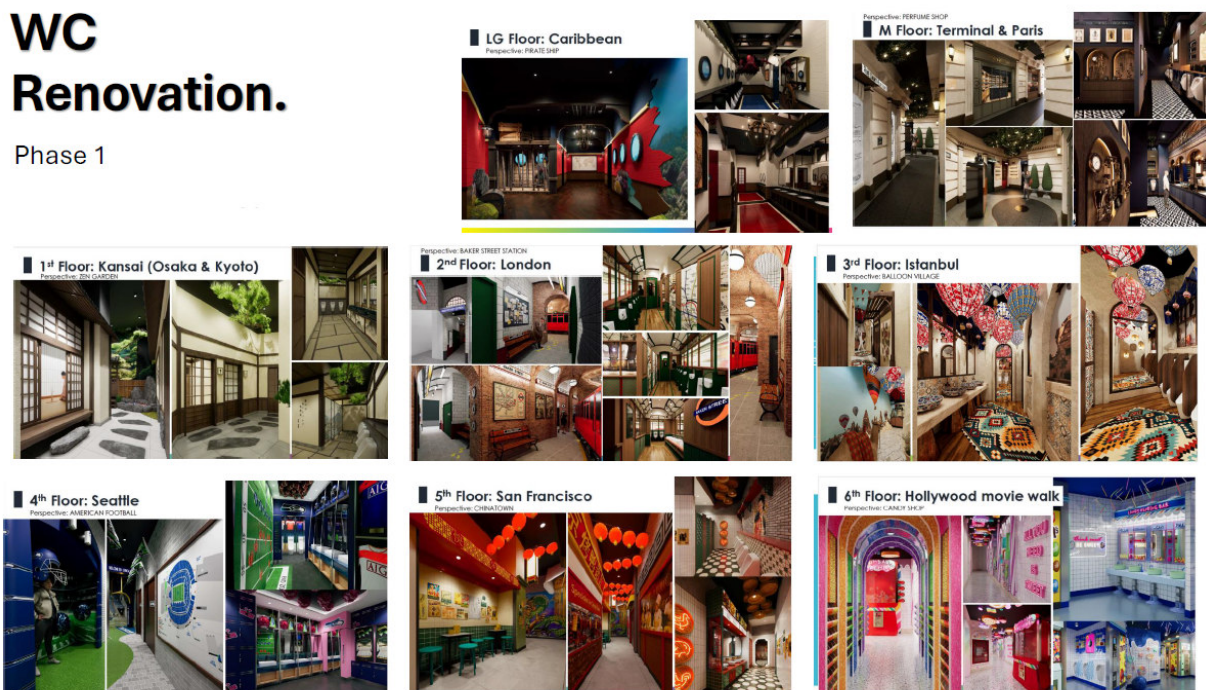 WC
Renovation.
Phase 1
LG Floor: Caribbean
Perspective: PIRATE SHIP
Perspective: PERFUME SHOP
M Floor: Terminal & Paris
1st Floor: Kansai (Osaka & Kyoto)
Perspective: ZEN GARDEN
Perspective: BAKER STREET STATION
2nd Floor: London
3rd Floor: Istanbul
Perspective: BALLOON VILLAGE
4th Floor: Seattle
Perspective: AMERICAN FOOTBALL
5th Floor: San Francisco
Perspective: CHINATOWN
6th Floor: Hollywood movie walk
Perspective: CANDY SHOP